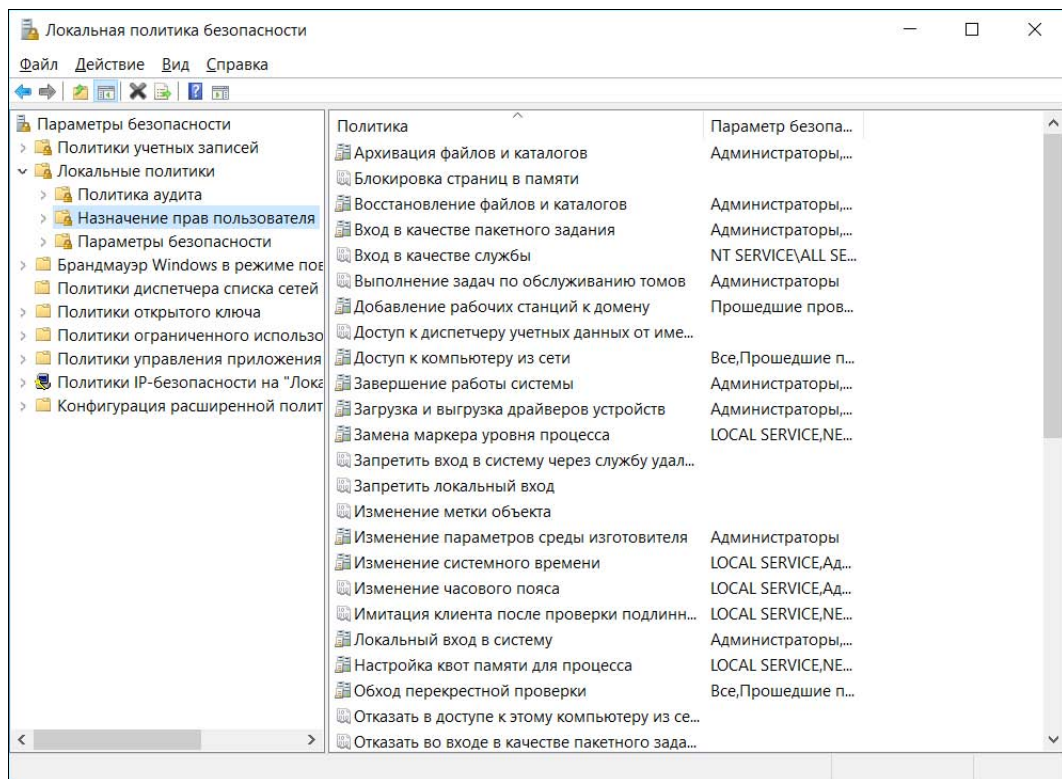 Локальная политика безопасности
Файл Действие Вид Справка
Параметры безопасности
Политики учетных записей
Локальные политики
Политика аудита
Назначение прав пользователя
Параметры безопасности
Брандмауэр Windows в режиме пов
Политики диспетчера списка сетей
Политики открытого ключа
Политики ограниченного использо
Политики управления приложения
Политики IP-безопасности на "Лока
Конфигурация расширенной полит
Политика Параметр безопа...
Архивация файлов и каталогов Администраторы,...
Блокировка страниц в памяти
Восстановление файлов и каталогов Администраторы,...
Вход в качестве пакетного задания Администраторы,...
Вход в качестве службы NT SERVICE\ALL SE...
Выполнение задач по обслуживанию томов Администраторы
Добавление рабочих станций к домену Прошедшие пров...
Доступ к диспетчеру учетных данных от име...
Доступ к компьютеру из сети Все,Прошедшие п...
Завершение работы системы Администраторы,...
Загрузка и выгрузка драйверов устройств Администраторы,...
Замена маркера уровня процесса LOCAL SERVICE,NE...
Запретить вход в систему через службу удал...
Запретить локальный вход
Изменение метки объекта
Изменение параметров среды изготовителя Администраторы
Изменение системного времени LOCAL SERVICE,Ад...
Изменение часового пояса LOCAL SERVICE,Ад...
Имитация клиента после проверки подлинн... LOCAL SERVICE,NE...
Локальный вход в систему Администраторы,...
Настройка квот памяти для процесса LOCAL SERVICE,NE...
Обход перекрестной проверки Все,Прошедшие п...
Отказать в доступе к этому компьютеру из се...
Отказать во входе в качестве пакетного зада...